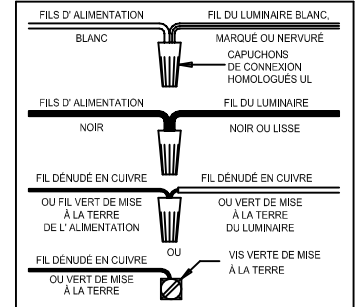 FILS D' ALIMENTATION
FIL DU LUMINAIRE BLANC,
BLANC
MARQUÉ OU NERVURÉ
CAPUCHONS
DE CONNEXION
HOMOLOGUÉS UL
FILS D' ALIMENTATION
FIL DU LUMINAIRE
NOIR
NOIR OU LISSE
FIL DÉNUDÉ EN CUIVRE
FIL DÉNUDÉ EN CUIVRE
OU FIL VERT DE MISE
À LA TERRE
DE L' ALIMENTATION
OU VERT DE MISE
À LA TERRE
DU LUMINAIRE
OU
FIL DÉNUDÉ EN CUIVRE
OU VERT DE MISE
À LA TERRE
VIS VERTE DE MISE
À LA TERRE